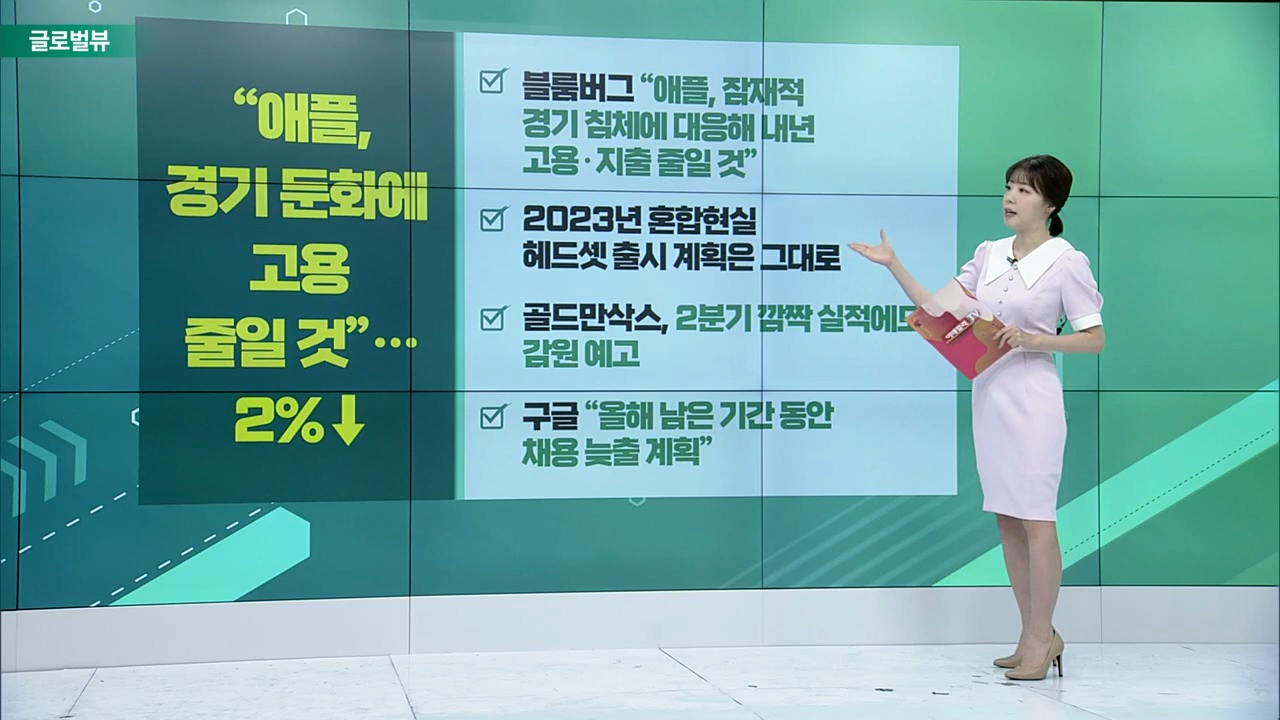 글로벌뷰
“애플,
경기 둔화에
고용
줄일 것”…
2%↓
블룸버그 “애플, 잠재적
경기 침체에 대응해 내년
고용·지출 줄일 것”
2023년 혼합현실
헤드셋 출시 계획은 그대로
골드만삭스, 2분기 깜짝 실적에도
감원 예고
구글 “올해 남은 기간 동안
채용 늦출 계획”